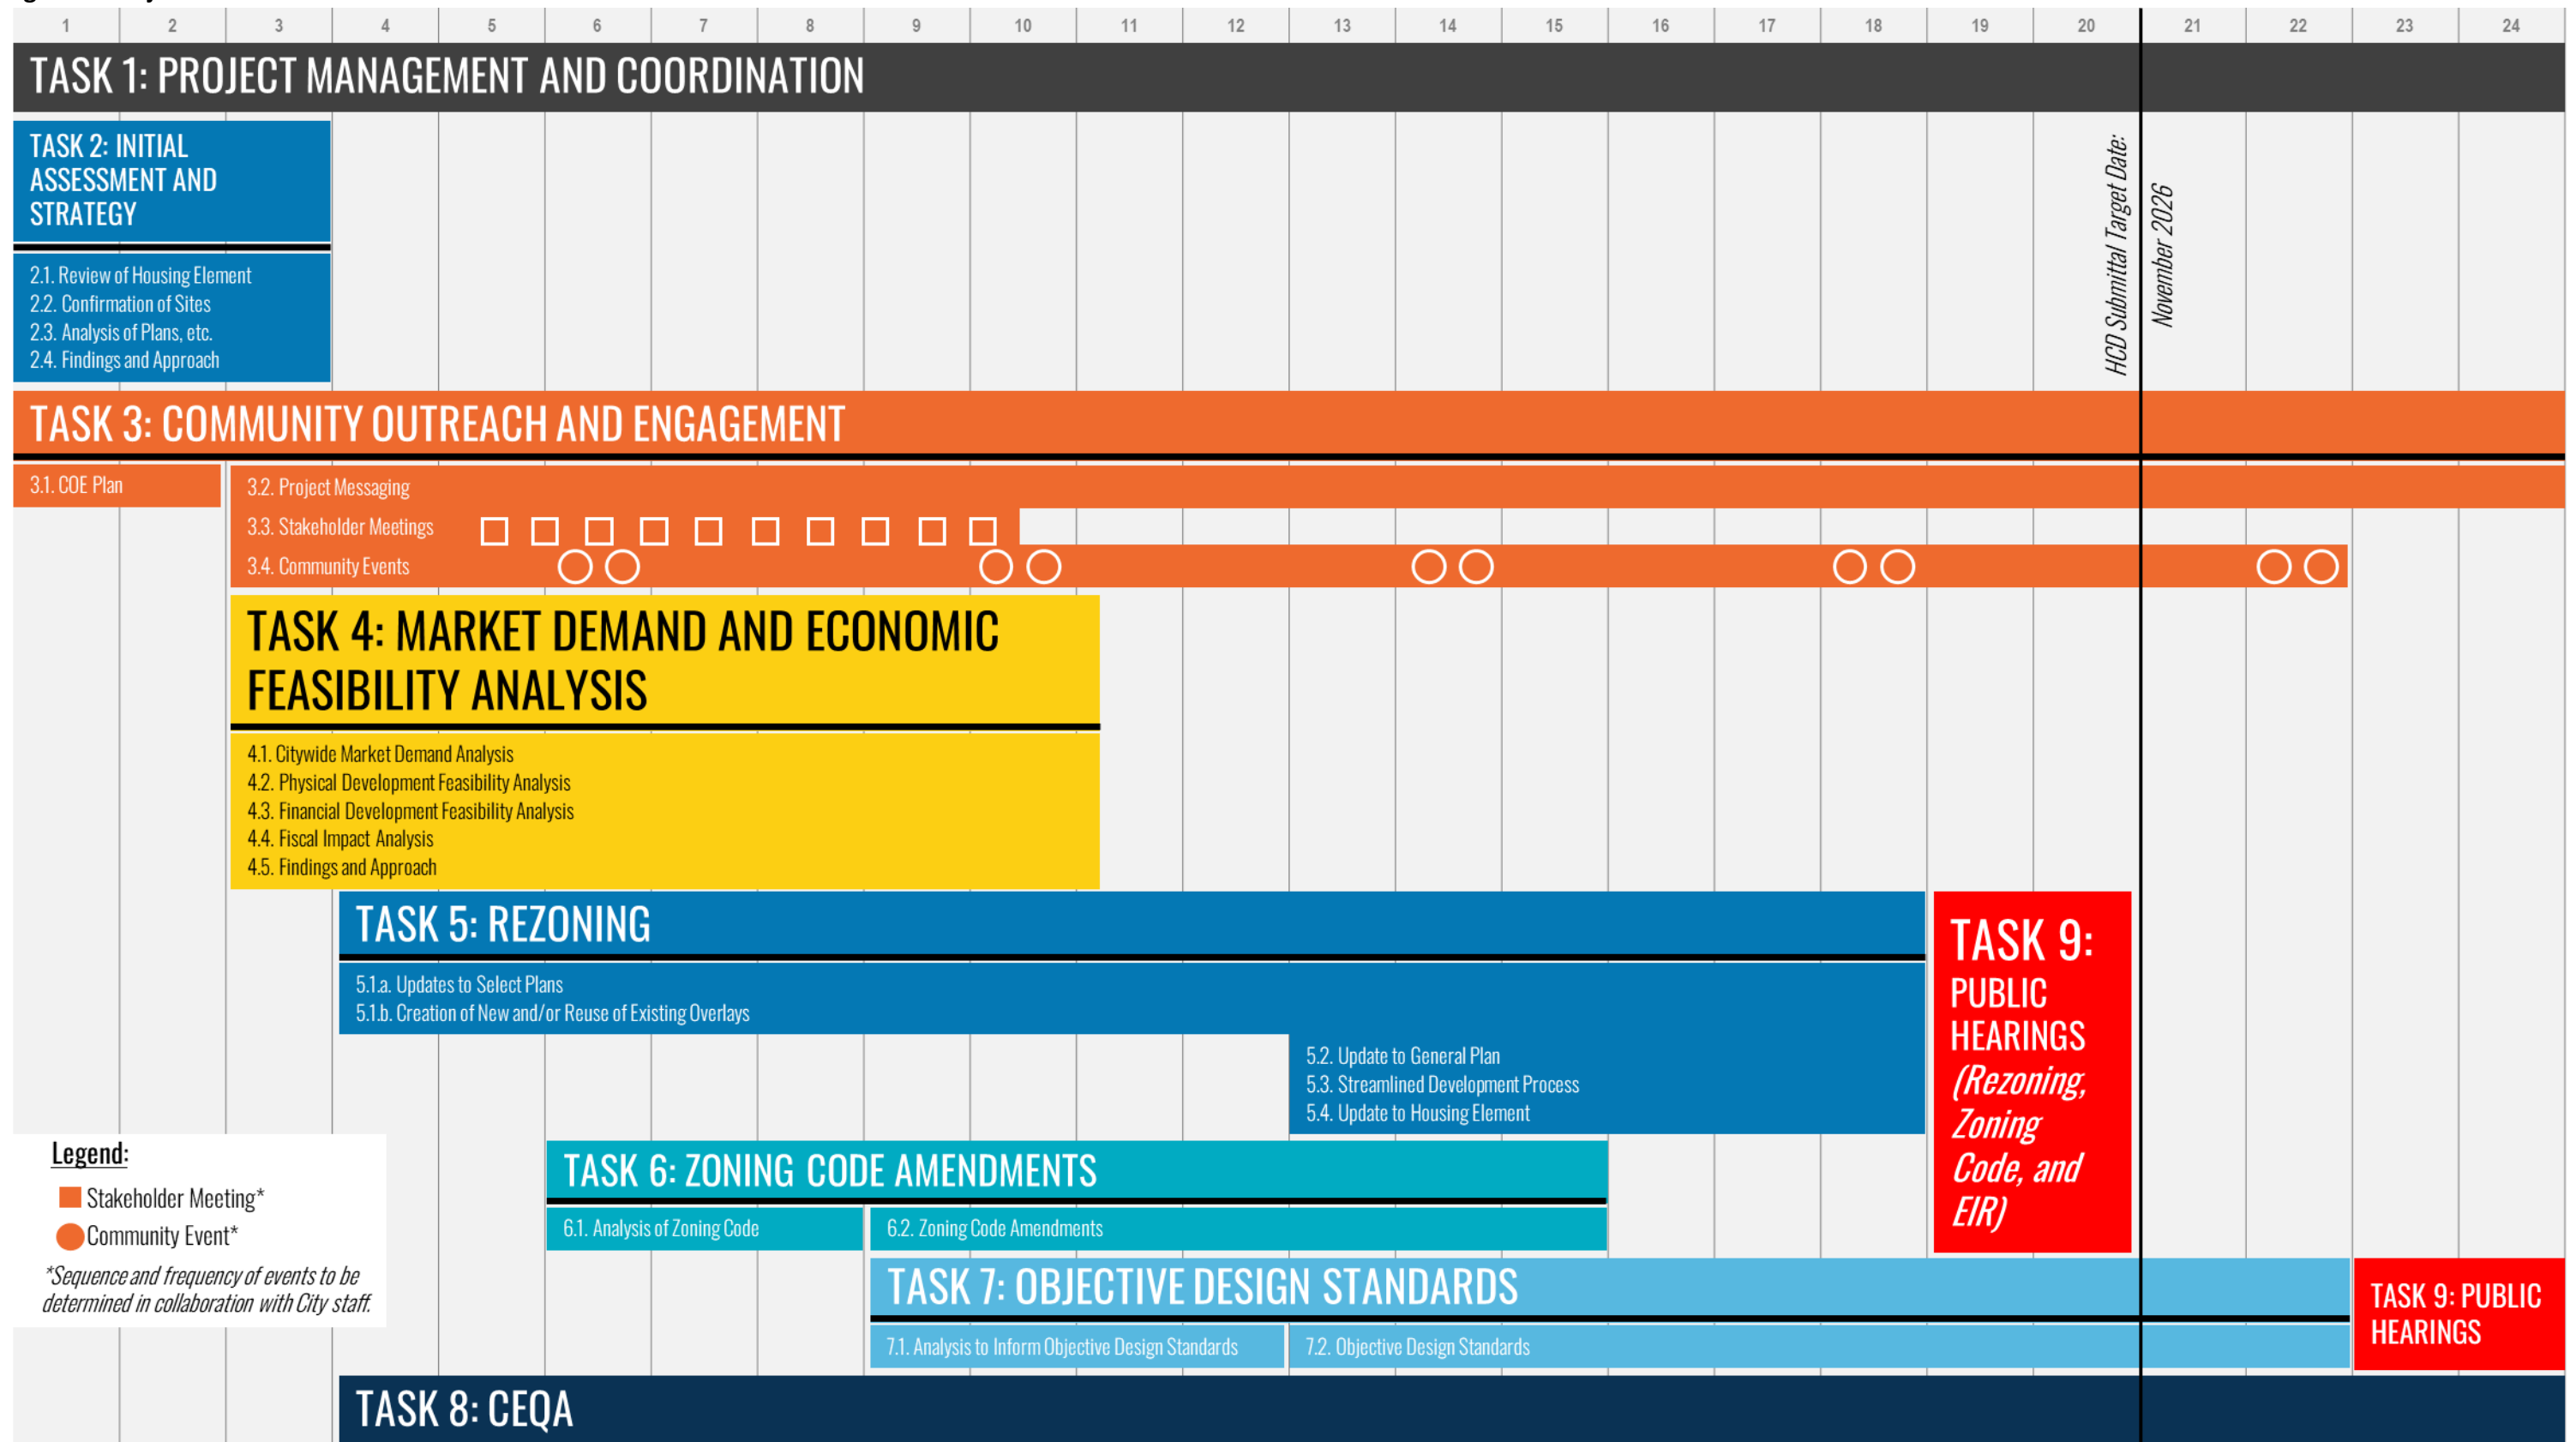 1 2 3 4 5 6 7 8 9 10 11 12 13 14 15 16 17 18 19 20 21 22 23 24
TASK 1: PROJECT MANAGEMENT AND COORDINATION
TASK 2: INITIAL
ASSESSMENT AND
STRATEGY
2.1. Review of Housing Element
2.2. Confirmation of Sites
2.3. Analysis of Plans, etc.
2.4. Findings and Approach
HCD Submittal Target Date:
November 2026
TASK 3: COMMUNITY OUTREACH AND ENGAGEMENT
3.1. COE Plan
3.2. Project Messaging
3.3. Stakeholder Meetings
3.4. Community Events
TASK 4: MARKET DEMAND AND ECONOMIC
FEASIBILITY ANALYSIS
4.1. Citywide Market Demand Analysis
4.2. Physical Development Feasibility Analysis
4.3. Financial Development Feasibility Analysis
4.4. Fiscal Impact Analysis
4.5. Findings and Approach
TASK 5: REZONING
5.1.a. Updates to Select Plans
5.1.b. Creation of New and/or Reuse of Existing Overlays
5.2. Update to General Plan
5.3. Streamlined Development Process
5.4. Update to Housing Element
TASK 9:
PUBLIC
HEARINGS
(Rezoning,
Zoning
Code, and
EIR)
Legend:
Stakeholder Meeting*
Community Event*
*Sequence and frequency of events to be
determined in collaboration with City staff.
TASK 6: ZONING CODE AMENDMENTS
6.1. Analysis of Zoning Code
6.2. Zoning Code Amendments
TASK 7: OBJECTIVE DESIGN STANDARDS
7.1. Analysis to Inform Objective Design Standards
7.2. Objective Design Standards
TASK 9: PUBLIC
HEARINGS
TASK 8: CEQA